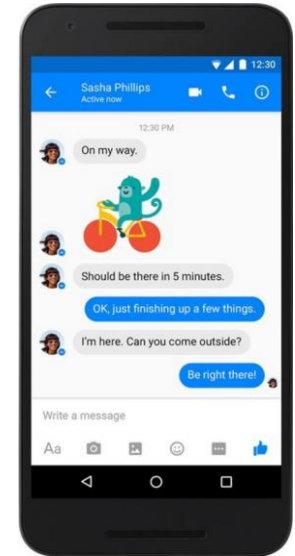 12:30
Sasha Phillips
Active now
12:30 PM
On my way.
Should be there in 5 minutes.
OK, just finishing up a few things.
I'm here. Can you come outside?
Be right there!
Write a message
Aa